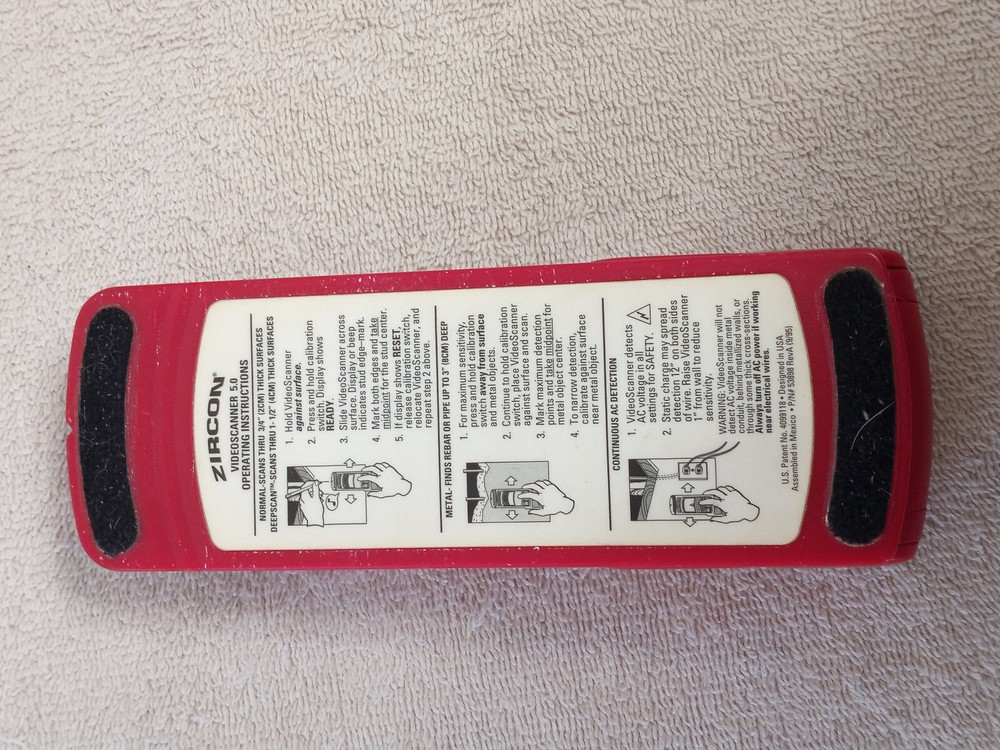 ZIRCON®
VIDEOSCANNER 5.0
OPERATING INSTRUCTIONS
NORMAL-SCANS THRU 3/4" (2CM) THICK SURFACES
DEEPSCAN™-SCANS THRU 1-1/2" (4CM) THICK SURFACES
1. Hold VideoScanner
against surface.
2. Press and hold calibration
switch. Display shows
READY.
3. Slide VideoScanner across
surface. Display or beep
indicates stud edge–mark.
4. Mark both edges and take
midpoint for the stud center.
5. If display shows RESET,
release calibration switch,
relocate VideoScanner, and
repeat step 2 above.
METAL- FINDS REBAR OR PIPE UP TO 3" (8CM) DEEP
1. For maximum sensitivity,
press and hold calibration
switch away from surface
and metal objects.
2. Continue to hold calibration
switch, place VideoScanner
against surface and scan.
3. Mark maximum detection
points and take midpoint for
metal object center.
4. To narrow detection,
calibrate against surface
near metal object.
CONTINUOUS AC DETECTION
1. VideoScanner detects
AC voltage in all
settings for SAFETY.
2. Static charge may spread
detection 12" on both sides
of wire. Raise VideoScanner
1" from wall to reduce
sensitivity.
WARNING: VideoScanner will not
detect AC voltage inside metal
conduit, behind metallized walls, or
through some thick cross-sections.
Always turn off AC power if working
near electrical wires.
U.S. Patent No. 4099118 • Designed in USA
Assembled in Mexico • P/N 53898 RevA (9/95)